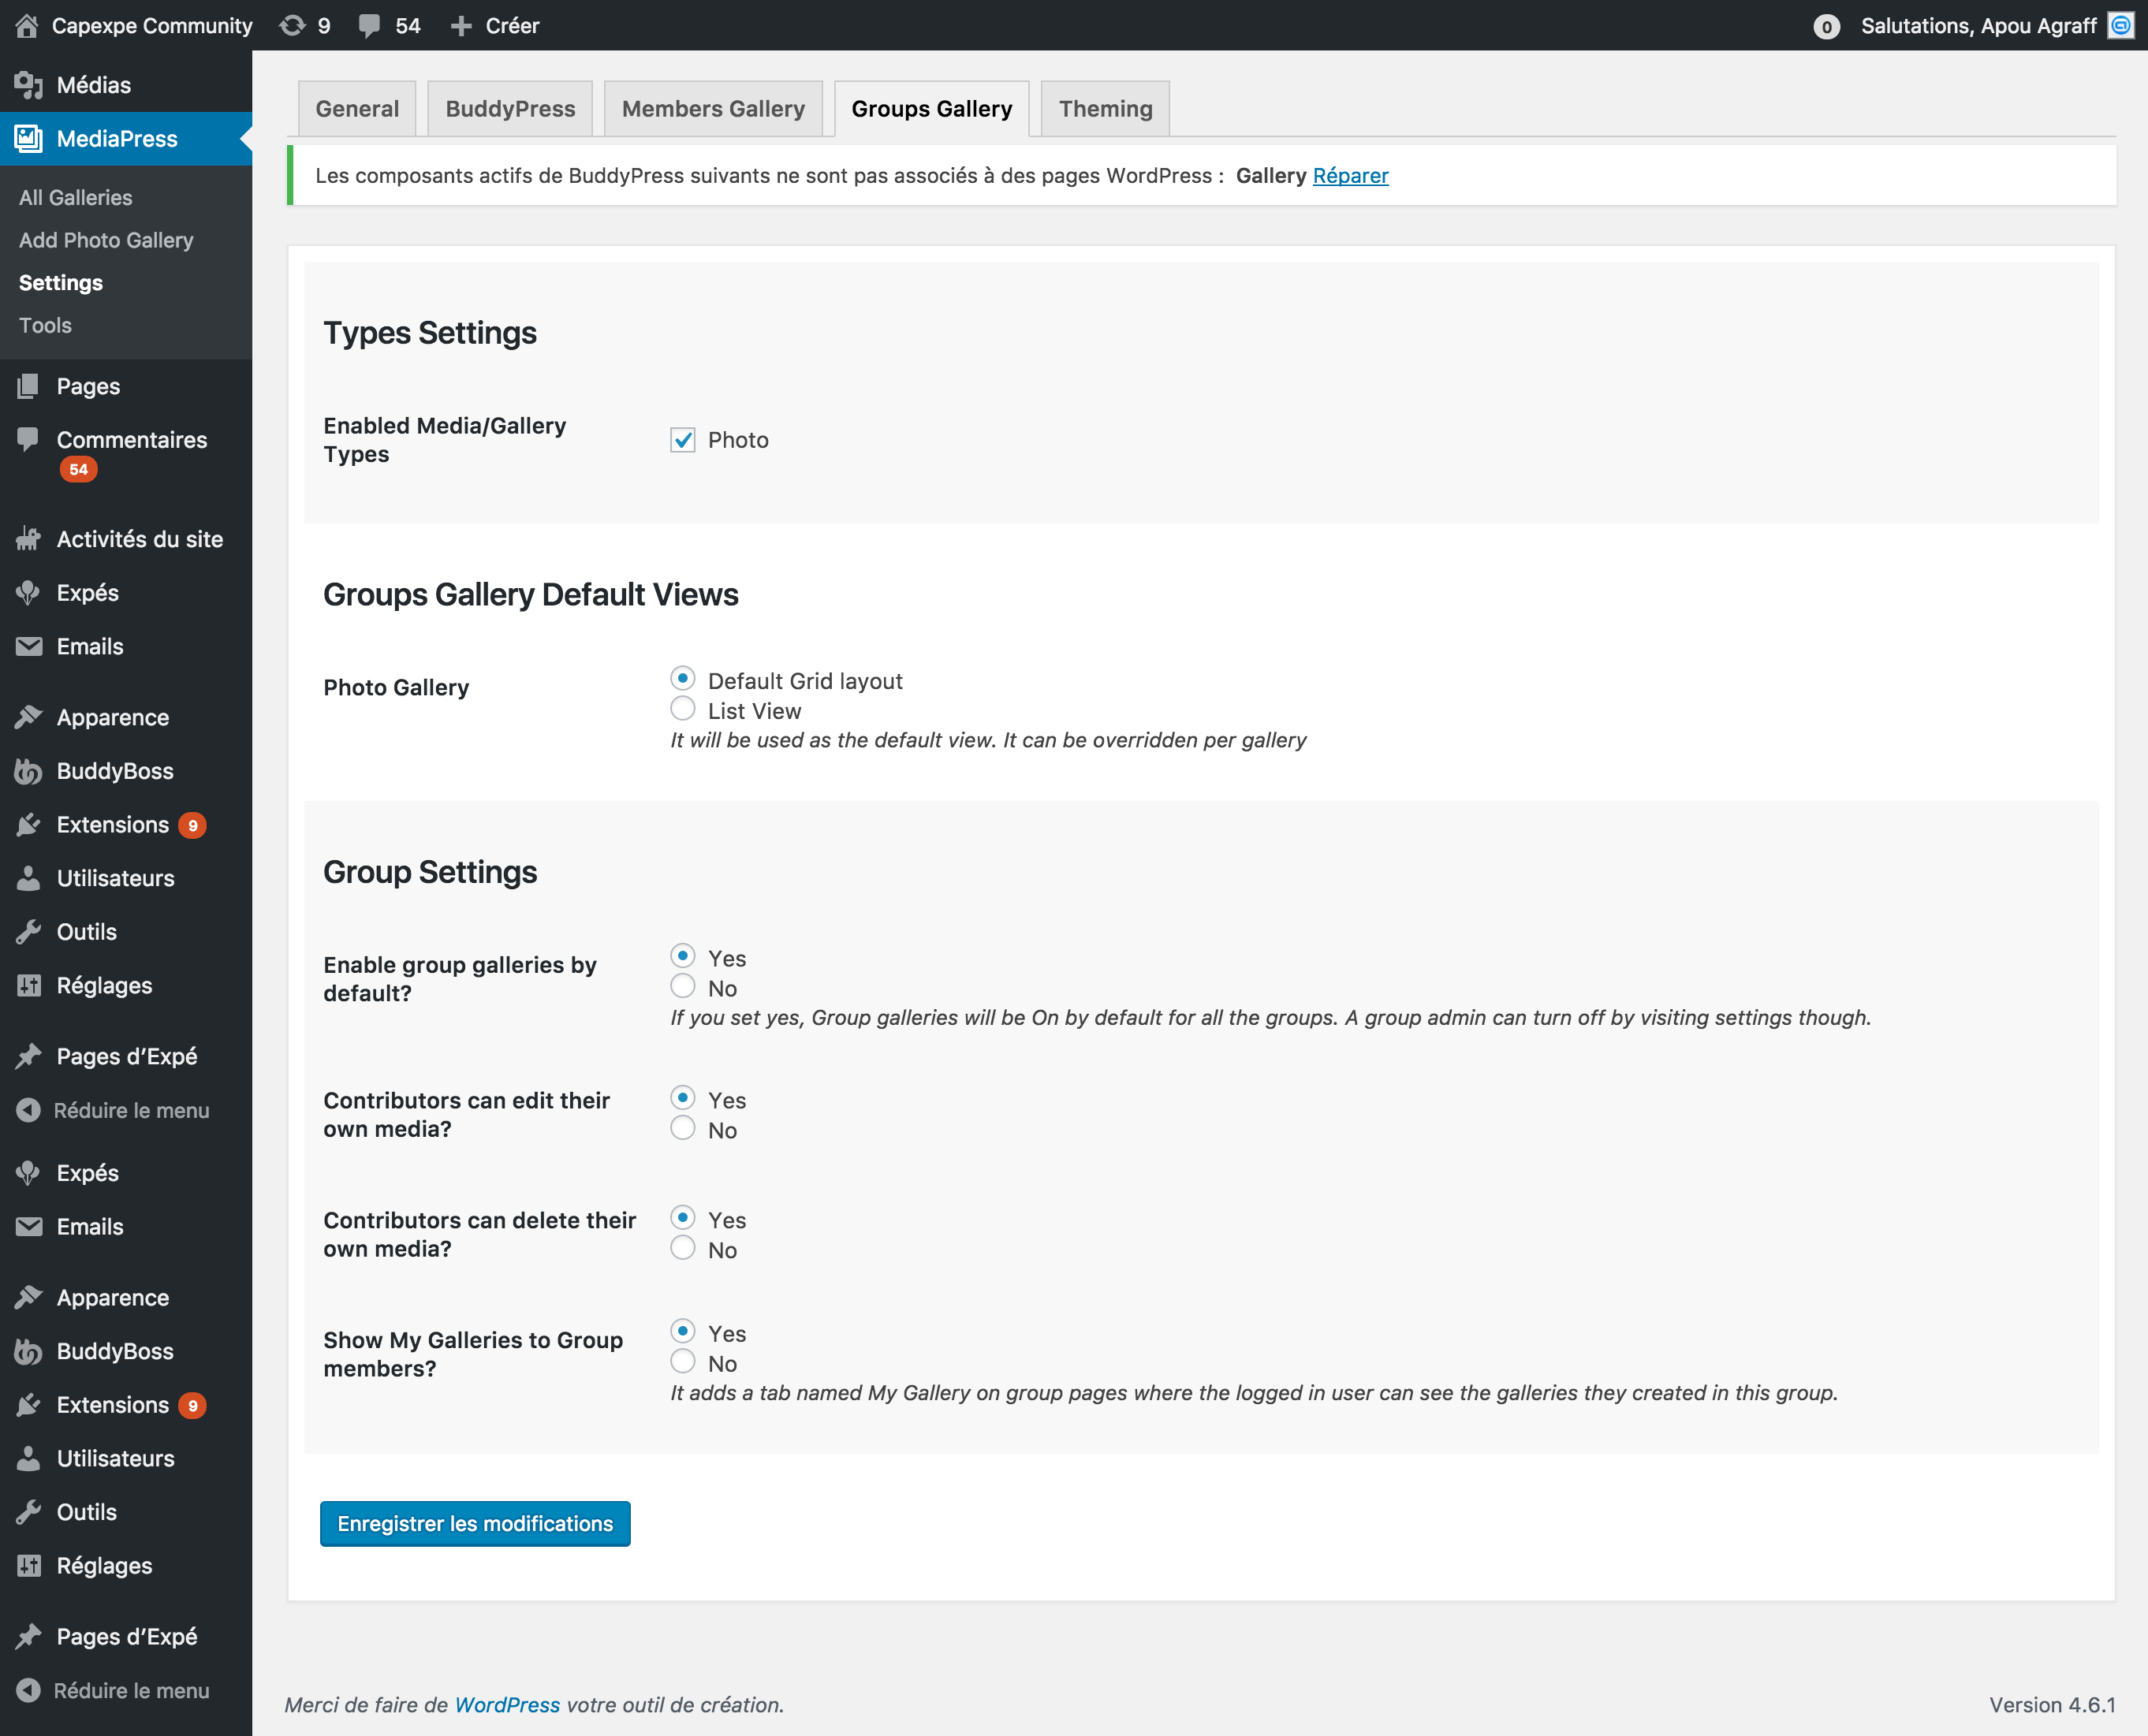 Capexpe Community
9
54
Créer
0
Salutations, Apou Agraff
Médias
MediaPress
All Galleries
Add Photo Gallery
Settings
Tools
Pages
Commentaires
54
Activités du site
Expés
Emails
Apparence
BuddyBoss
Extensions 9
Utilisateurs
Outils
Réglages
Pages d’Expé
Réduire le menu
Expés
Emails
Apparence
BuddyBoss
Extensions 9
Utilisateurs
Outils
Réglages
Pages d’Expé
Réduire le menu
General
BuddyPress
Members Gallery
Groups Gallery
Theming
Les composants actifs de BuddyPress suivants ne sont pas associés à des pages WordPress : Gallery Réparer
Types Settings
Enabled Media/Gallery
Types
Photo
Groups Gallery Default Views
Photo Gallery
Default Grid layout
List View
It will be used as the default view. It can be overridden per gallery
Group Settings
Enable group galleries by
default?
Yes
No
If you set yes, Group galleries will be On by default for all the groups. A group admin can turn off by visiting settings though.
Contributors can edit their
own media?
Yes
No
Contributors can delete their
own media?
Yes
No
Show My Galleries to Group
members?
Yes
No
It adds a tab named My Gallery on group pages where the logged in user can see the galleries they created in this group.
Enregistrer les modifications
Merci de faire de WordPress votre outil de création.
Version 4.6.1